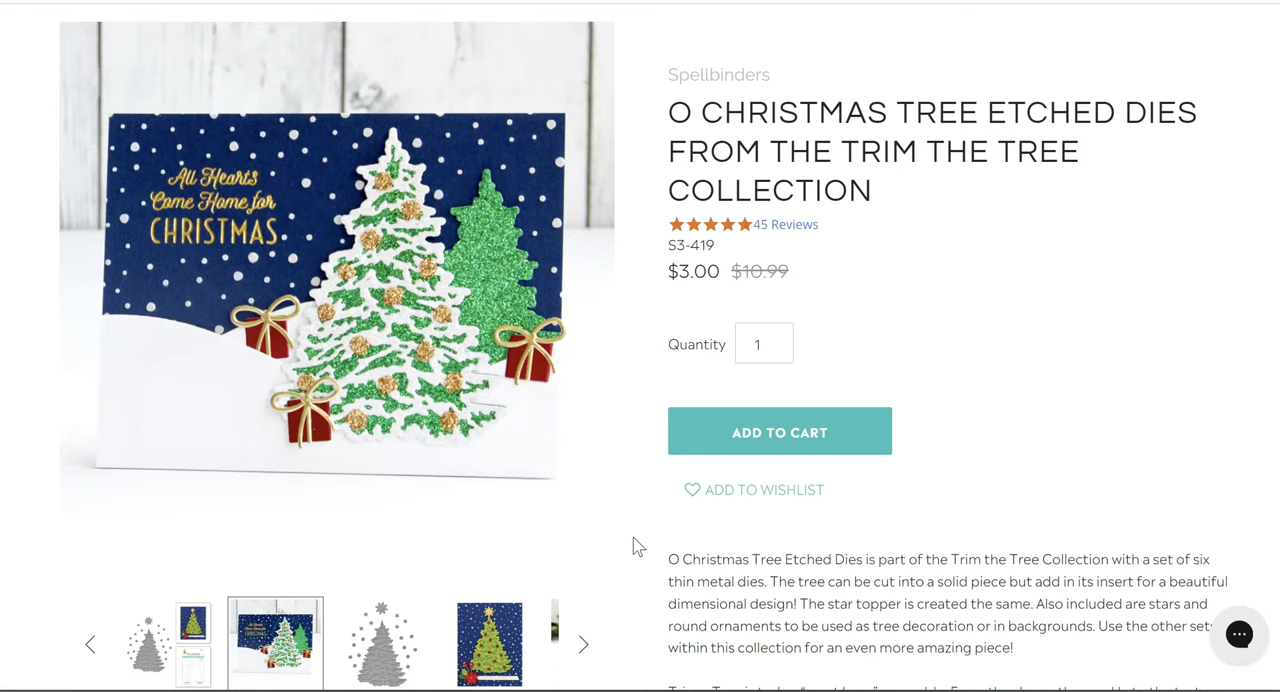 Spellbinders
O CHRISTMAS TREE ETCHED DIES
FROM THE TRIM THE TREE
COLLECTION
45 Reviews
S3-419
$3.00 $10.99
Quantity 1
ADD TO CART
ADD TO WISHLIST
O Christmas Tree Etched Dies is part of the Trim the Tree Collection with a set of six
thin metal dies. The tree can be cut into a solid piece but add in its insert for a beautiful
dimensional design! The star topper is created the same. Also included are stars and
round ornaments to be used as tree decoration or in backgrounds. Use the other sets
within this collection for an even more amazing piece!
All Hearts
Come Home for
CHRISTMAS